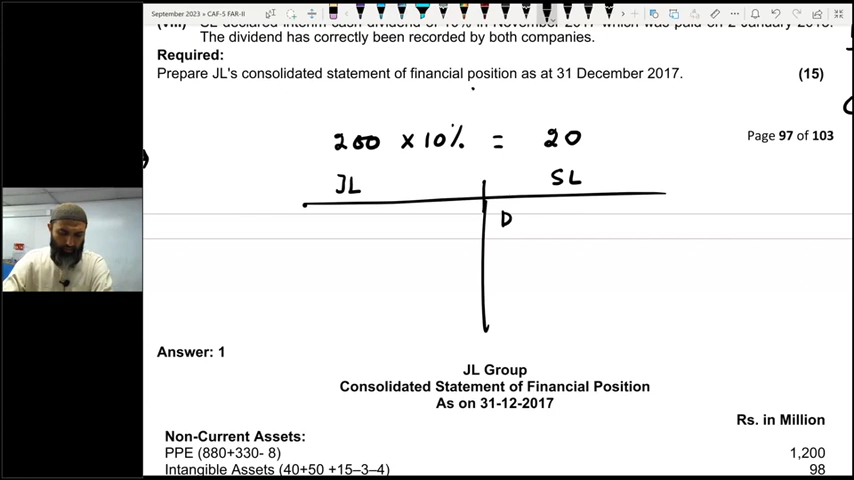 September 2023 » CAF-5 FAR-II
The dividend has correctly been recorded by both companies.
Required:
Prepare JL's consolidated statement of financial position as at 31 December 2017. (15)
200 x 10% = 20
Page 97 of 103
JL SL
D
Answer: 1
JL Group
Consolidated Statement of Financial Position
As on 31-12-2017
Rs. in Million
Non-Current Assets:
PPE (880+330- 8) 1,200
Intangible Assets (40+50 +15–3–4) 98